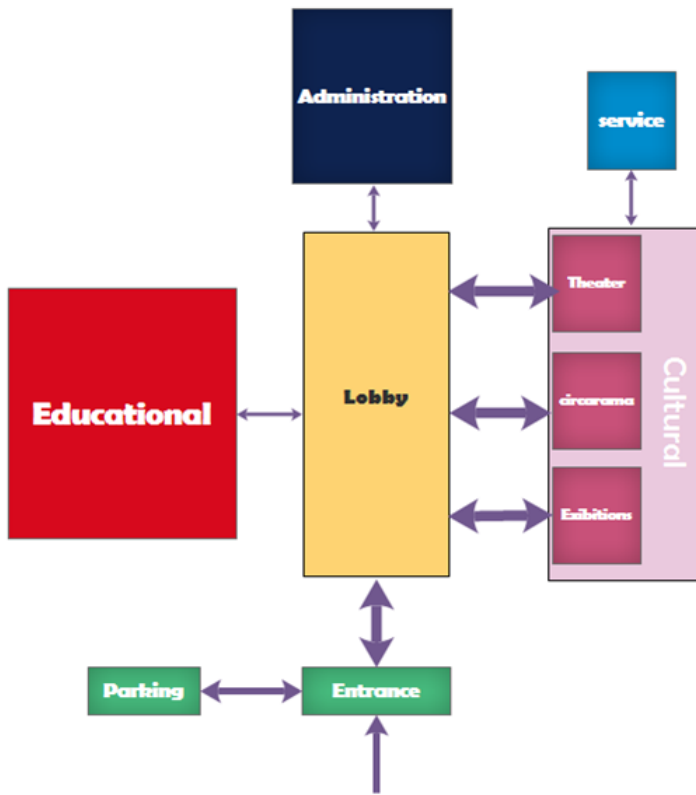 Administration
service
Theater
Educational
Lobby
circarama
Cultural
Exibitions
Parking
Entrance